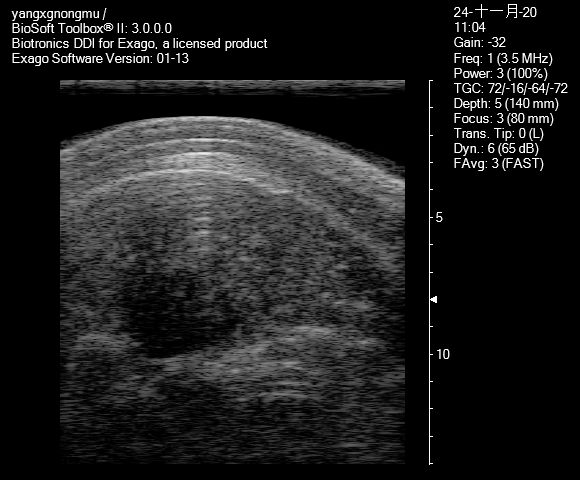 yangxgnongmu /
BioSoft Toolbox® II: 3.0.0.0
Biotronics DDI for Exago, a licensed product
Exago Software Version: 01-13
24-十一月-20
11:04
Gain: -32
Freq: 1 (3.5 MHz)
Power: 3 (100%)
TGC: 72/-16/-64/-72
Depth: 5 (140 mm)
Focus: 3 (80 mm)
Trans. Tip: 0 (L)
Dyn.: 6 (65 dB)
FAvg: 3 (FAST)
5
10